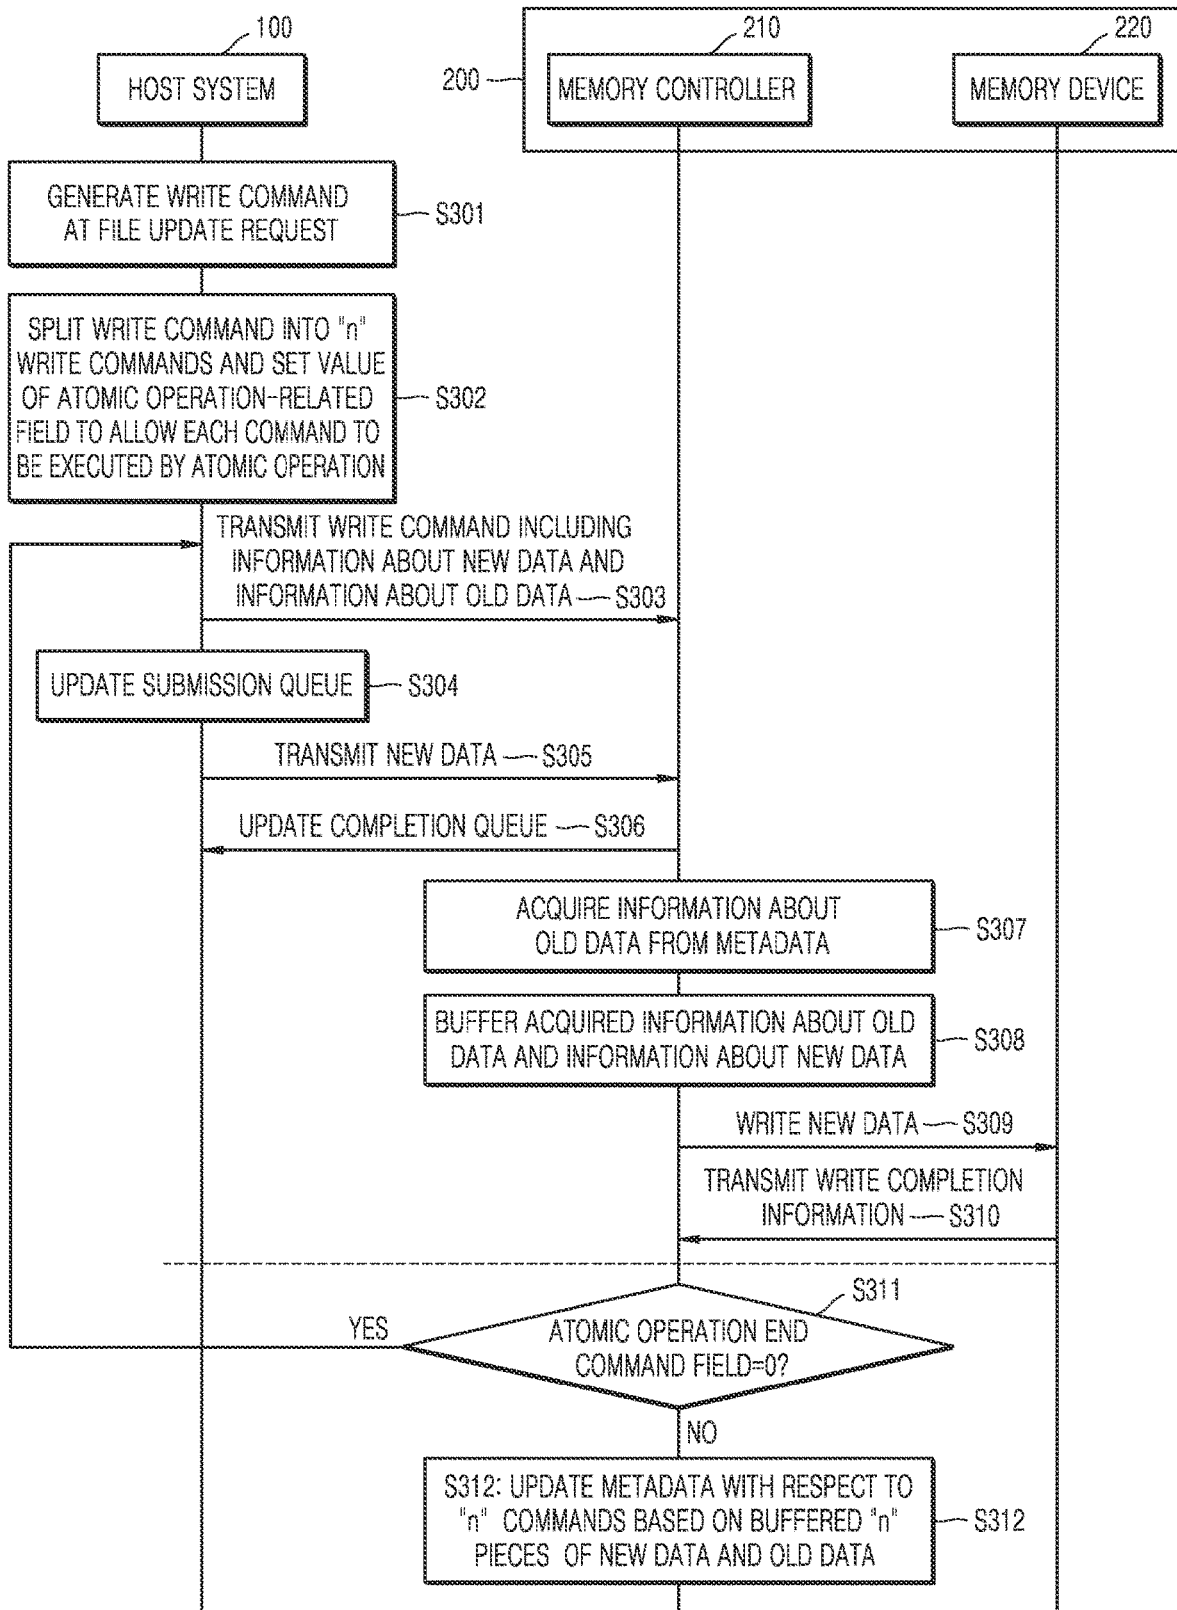 100
210
220
200
HOST SYSTEM
MEMORY CONTROLLER
MEMORY DEVICE
GENERATE WRITE COMMAND
AT FILE UPDATE REQUEST
S301
SPLIT WRITE COMMAND INTO "n"
WRITE COMMANDS AND SET VALUE
OF ATOMIC OPERATION-RELATED
FIELD TO ALLOW EACH COMMAND TO
BE EXECUTED BY ATOMIC OPERATION
S302
TRANSMIT WRITE COMMAND INCLUDING
INFORMATION ABOUT NEW DATA AND
INFORMATION ABOUT OLD DATA S303
UPDATE SUBMISSION QUEUE
S304
TRANSMIT NEW DATA S305
UPDATE COMPLETION QUEUE S306
ACQUIRE INFORMATION ABOUT
OLD DATA FROM METADATA
S307
BUFFER ACQUIRED INFORMATION ABOUT OLD
DATA AND INFORMATION ABOUT NEW DATA
S308
WRITE NEW DATA S309
TRANSMIT WRITE COMPLETION
INFORMATION S310
S311
YES
ATOMIC OPERATION END
COMMAND FIELD=0?
NO
S312: UPDATE METADATA WITH RESPECT TO
"n" COMMANDS BASED ON BUFFERED "n"
PIECES OF NEW DATA AND OLD DATA
S312